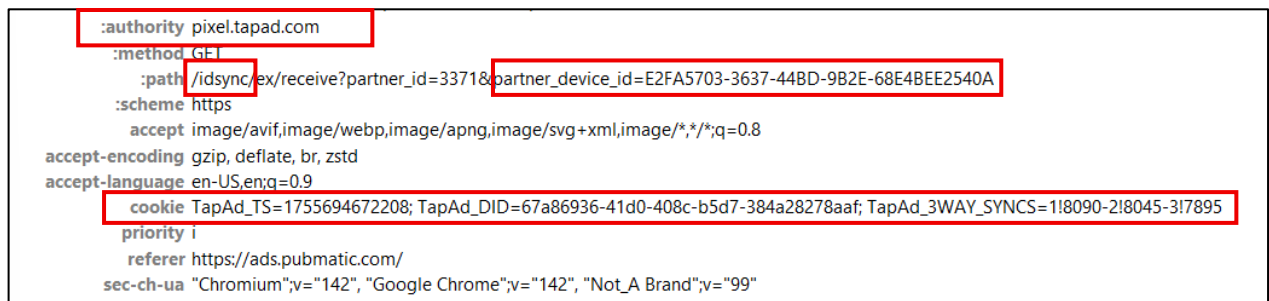 :authority pixel.tapad.com
:method GET
:path /idsync/ex/receive?partner_id=3371&partner_device_id=E2FA5703-3637-44BD-9B2E-68E4BEE2540A
:scheme https
accept image/avif,image/webp,image/apng,image/svg+xml,image/*,*/*;q=0.8
accept-encoding gzip, deflate, br, zstd
accept-language en-US,en;q=0.9
cookie TapAd_TS=1755694672208; TapAd_DID=67a86936-41d0-408c-b5d7-384a28278aaf; TapAd_3WAY_SYNCS=1!8090-2!8045-3!7895
priority i
referer https://ads.pubmatic.com/
sec-ch-ua "Chromium";v="142", "Google Chrome";v="142", "Not_A Brand";v="99"